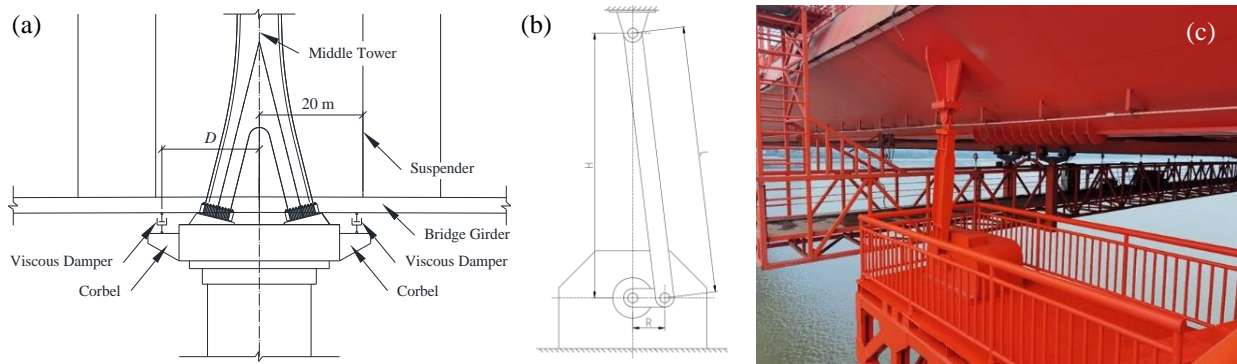 (a)
Middle Tower
20 m
D
Suspender
Bridge Girder
Viscous Damper
Viscous Damper
Corbel
Corbel
(b)
H
L
R
(c)